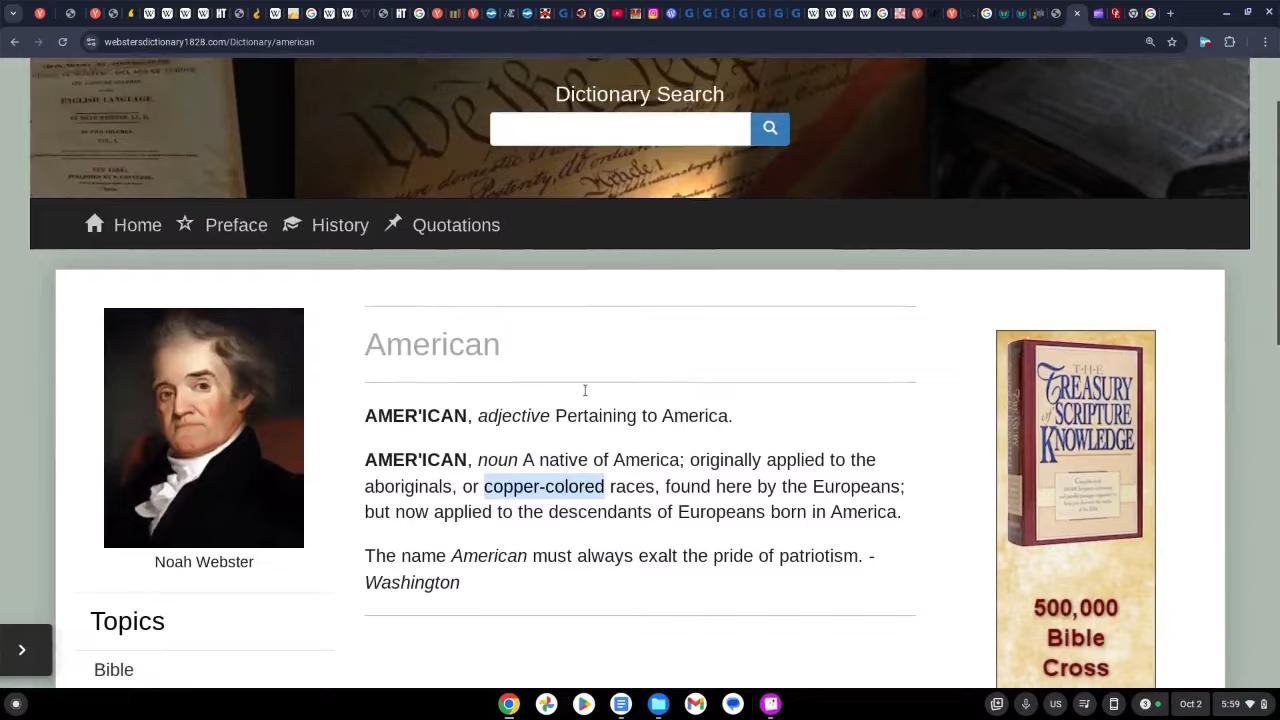 webstersdictionary1828.com/Dictionary/american
ENGLISH LANGUAGE.
Dictionary Search
We
Home Preface History Quotations
American
AMER'ICAN, adjective Pertaining to America.
AMER'ICAN, noun A native of America; originally applied to the
aboriginals, or copper-colored races, found here by the Europeans;
but now applied to the descendants of Europeans born in America.
The name American must always exalt the pride of patriotism. -
Washington
Noah Webster
Topics
Bible
THE
TREASURY
of SCRIPTURE
KNOWLEDGE
500,000
Bible
Cross
US
3
Oct 2
5:59